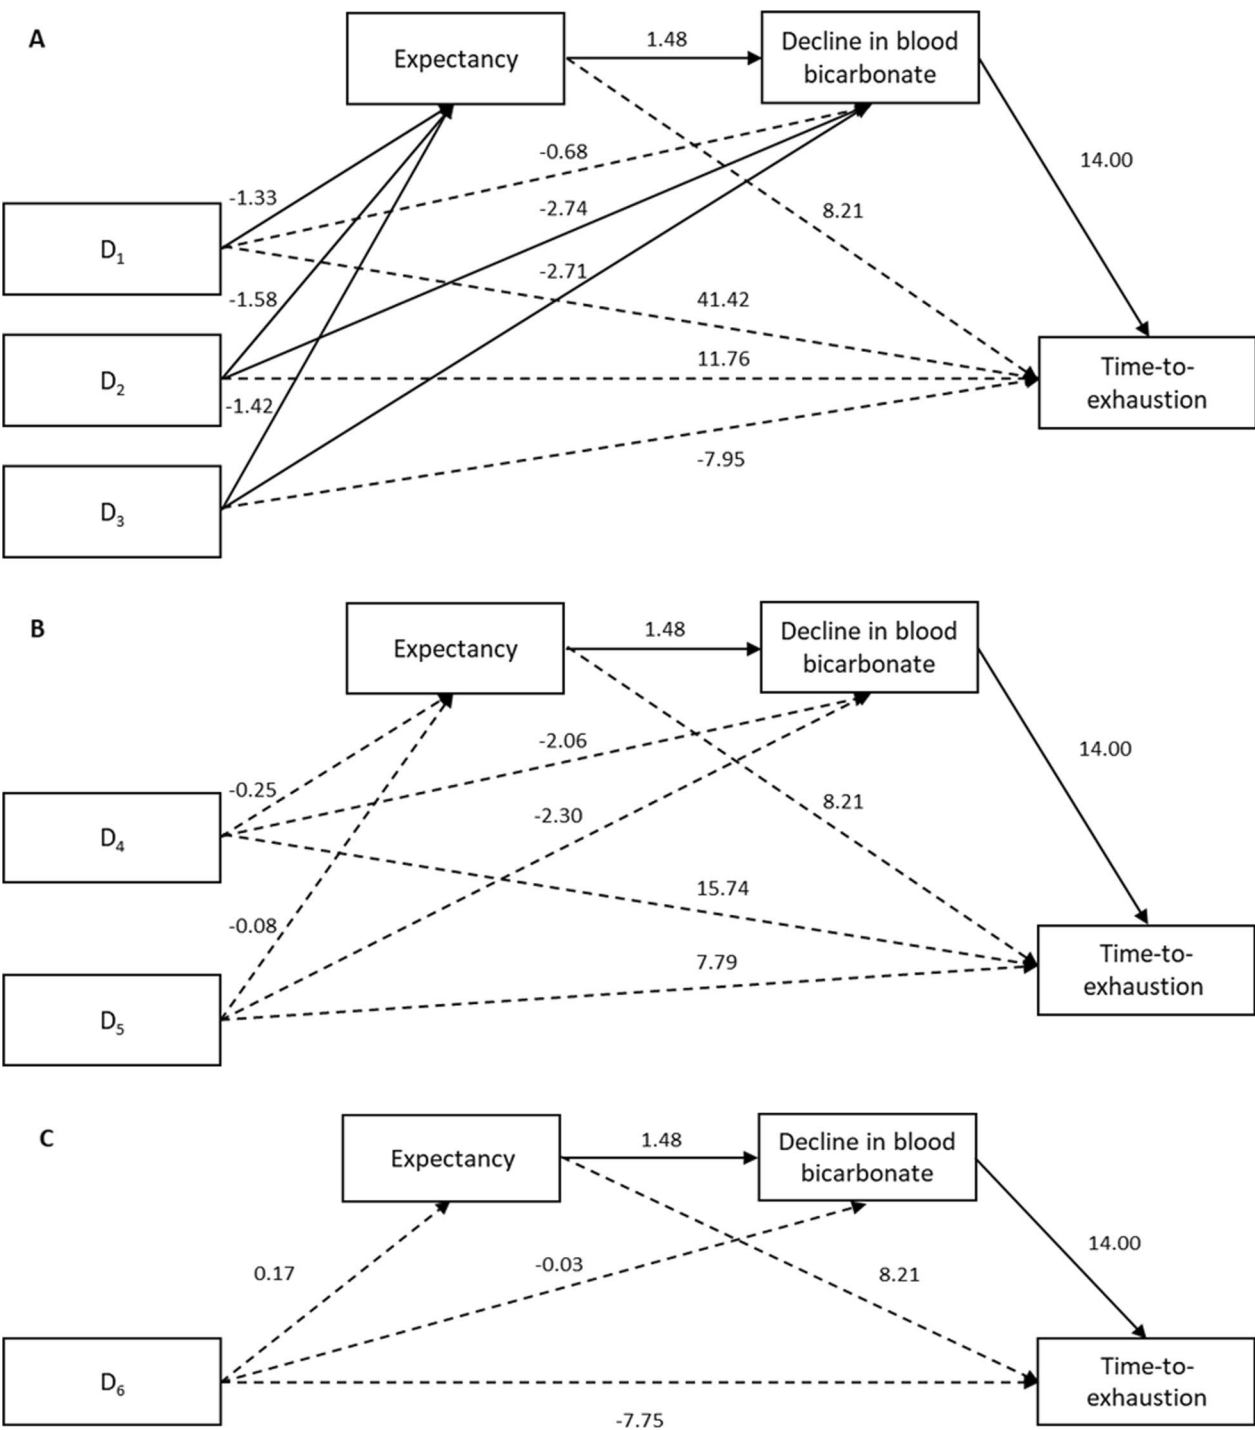 A
Expectancy
1.48
Decline in blood
bicarbonate
14.00
-0.68
-1.33
-2.74
8.21
D1
-2.71
-1.58
41.42
11.76
Time-to-
exhaustion
D2
-1.42
-7.95
D3
B
Expectancy
1.48
Decline in blood
bicarbonate
-2.06
14.00
-0.25
-2.30
8.21
D4
15.74
-0.08
7.79
Time-to-
exhaustion
D5
C
Expectancy
1.48
Decline in blood
bicarbonate
14.00
0.17
-0.03
8.21
D6
Time-to-
exhaustion
-7.75